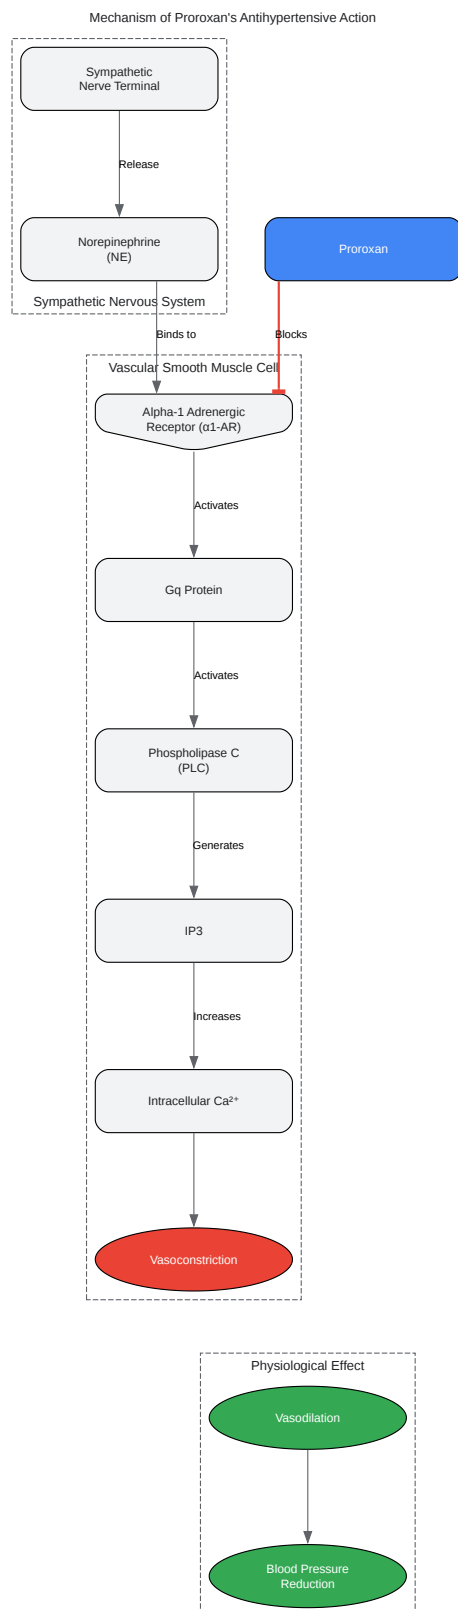 Mechanism of Proroxan's Antihypertensive Action
Sympathetic
Nerve Terminal
Release
Norepinephrine
(NE)
Proroxan
Sympathetic Nervous System
Binds to
Blocks
Vascular Smooth Muscle Cell
Alpha-1 Adrenergic
Receptor (α1-AR)
Activates
Gq Protein
Activates
Phospholipase C
(PLC)
Generates
IP3
Increases
Intracellular Ca²⁺
Vasoconstriction
Physiological Effect
Vasodilation
Blood Pressure
Reduction